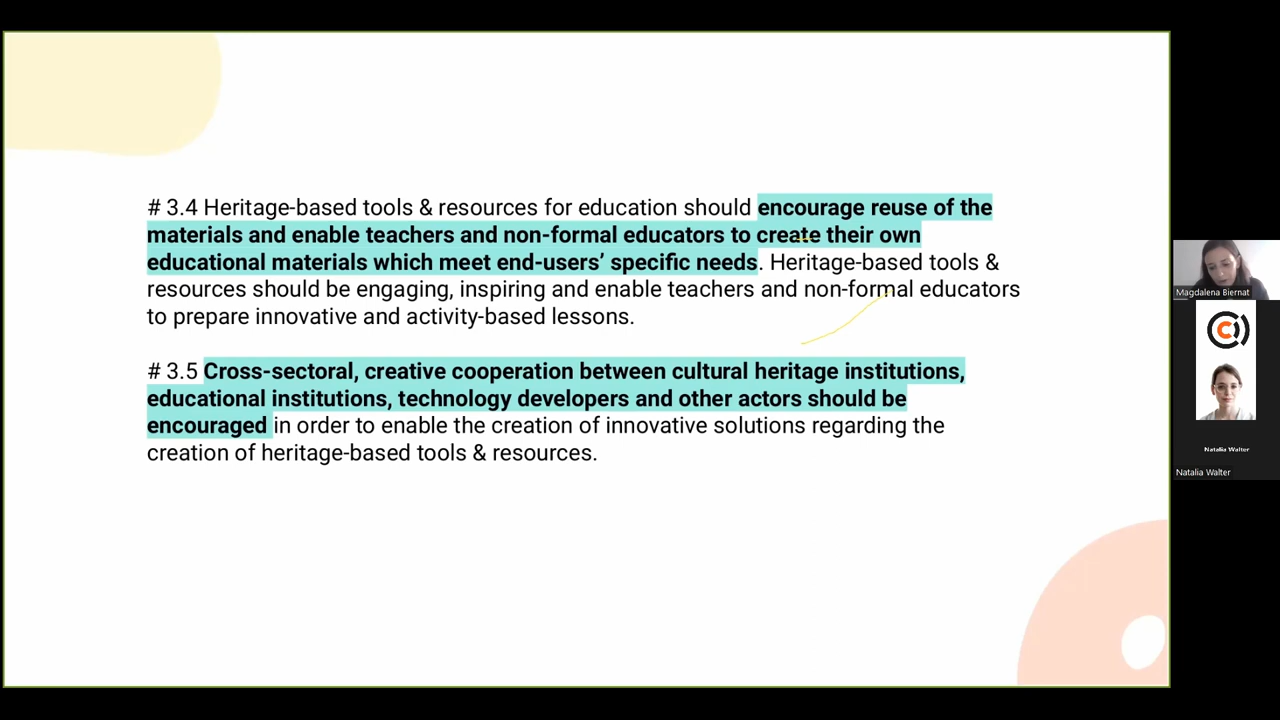 # 3.4 Heritage-based tools & resources for education should encourage reuse of the
materials and enable teachers and non-formal educators to create their own
educational materials which meet end-users’ specific needs. Heritage-based tools &
resources should be engaging, inspiring and enable teachers and non-formal educators
to prepare innovative and activity-based lessons.
# 3.5 Cross-sectoral, creative cooperation between cultural heritage institutions,
educational institutions, technology developers and other actors should be
encouraged in order to enable the creation of innovative solutions regarding the
creation of heritage-based tools & resources.
Magdalena Biernat
Natalia Walter
Natalia Walter